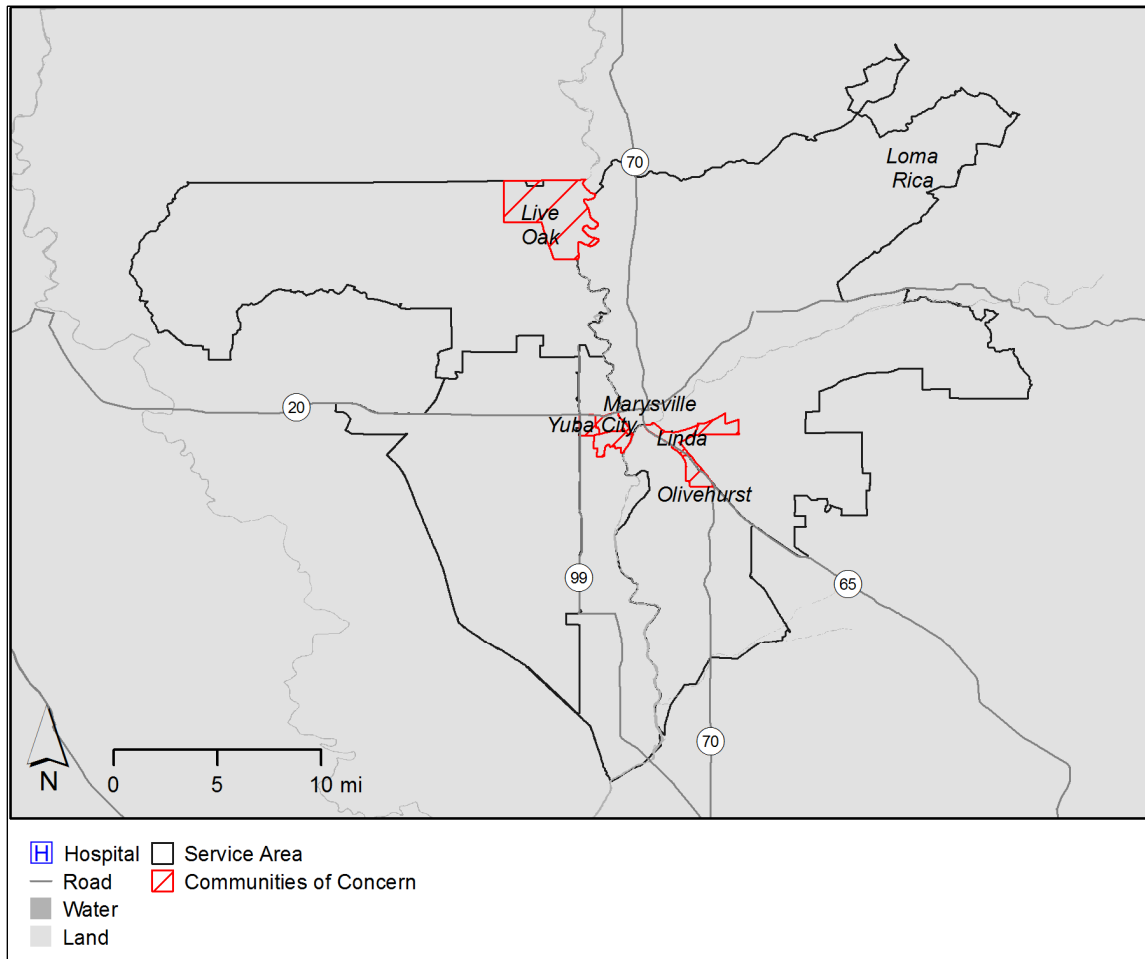 70
Loma
Rica
Live
Oak
20
Marysville
Yuba City
Linda
Olivehurst
99
65
70
N
0 5 10 mi
H Hospital
Service Area
Road
Communities of Concern
Water
Land